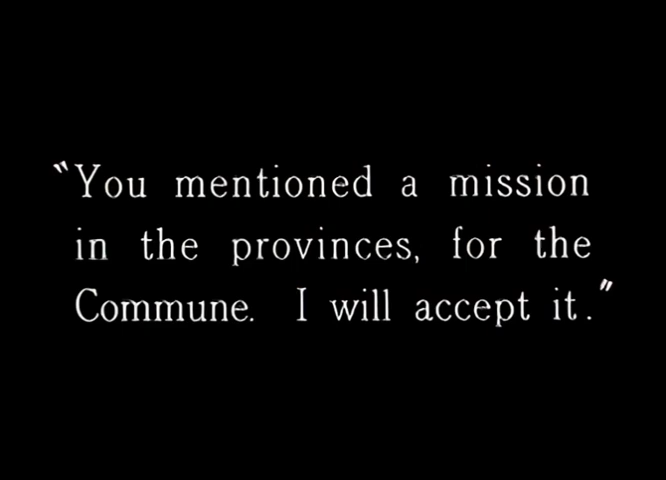 "You mentioned a mission
in the provinces, for the
Commune. I will accept it."